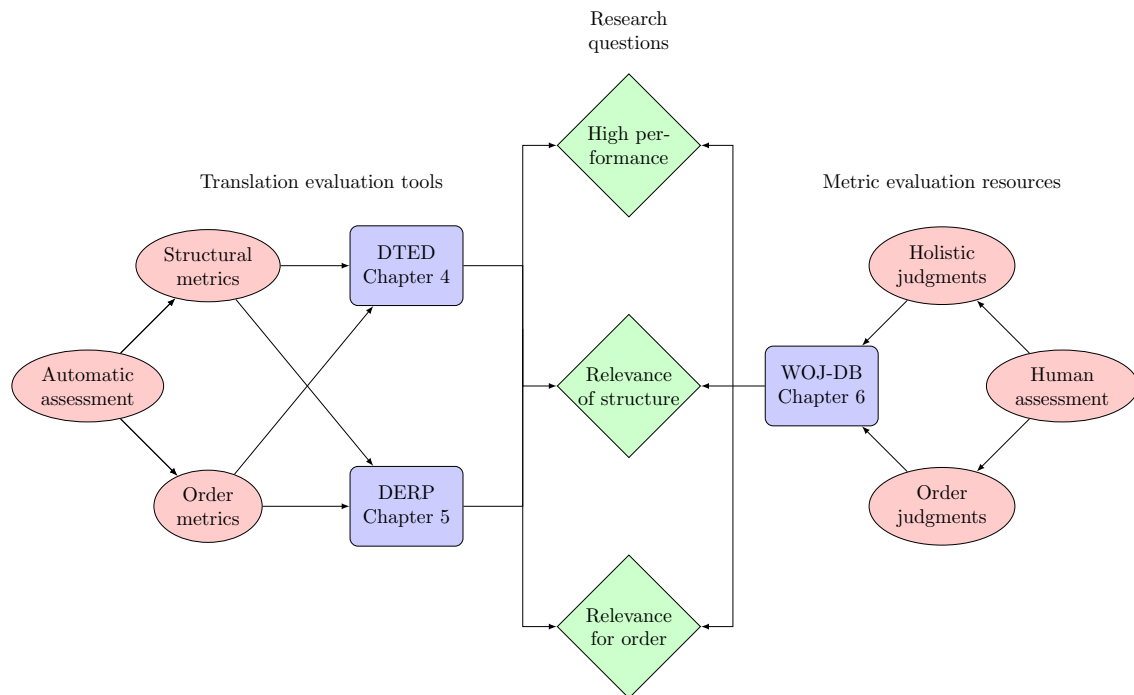 Research
questions
High per-
formance
Translation evaluation tools
Metric evaluation resources
Structural
metrics
DTED
Chapter 4
Holistic
judgments
Automatic
assessment
Relevance
of structure
WOJ-DB
Chapter 6
Human
assessment
Order
metrics
DERP
Chapter 5
Order
judgments
Relevance
for order